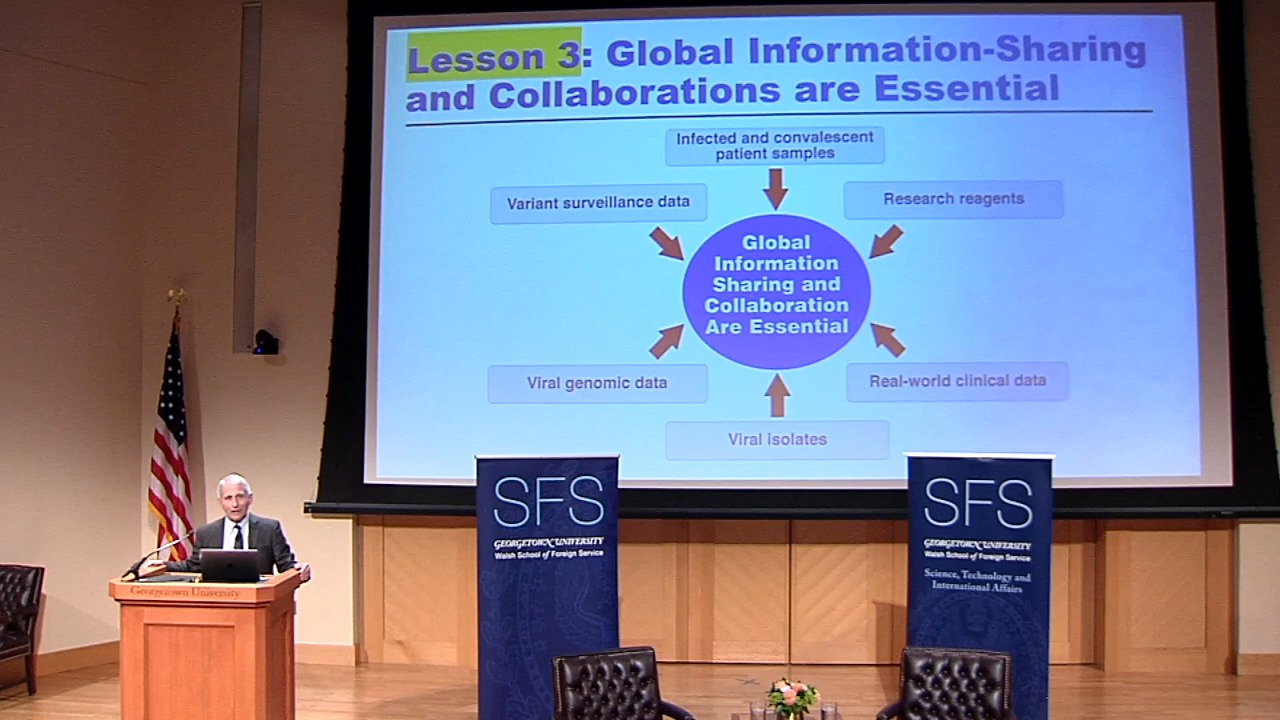 Lesson 3: Global Information-Sharing
and Collaborations are Essential
Infected and convalescent
patient samples
Variant surveillance data
Research reagents
Global
Information
Sharing and
Collaboration
Are Essential
Viral genomic data
Real-world clinical data
Viral isolates
SFS
GEORGETOWN UNIVERSITY
Walsh School of Foreign Service
SFS
GEORGETOWN UNIVERSITY
Walsh School of Foreign Service
Science, Technology and
International Affairs
Georgetown University